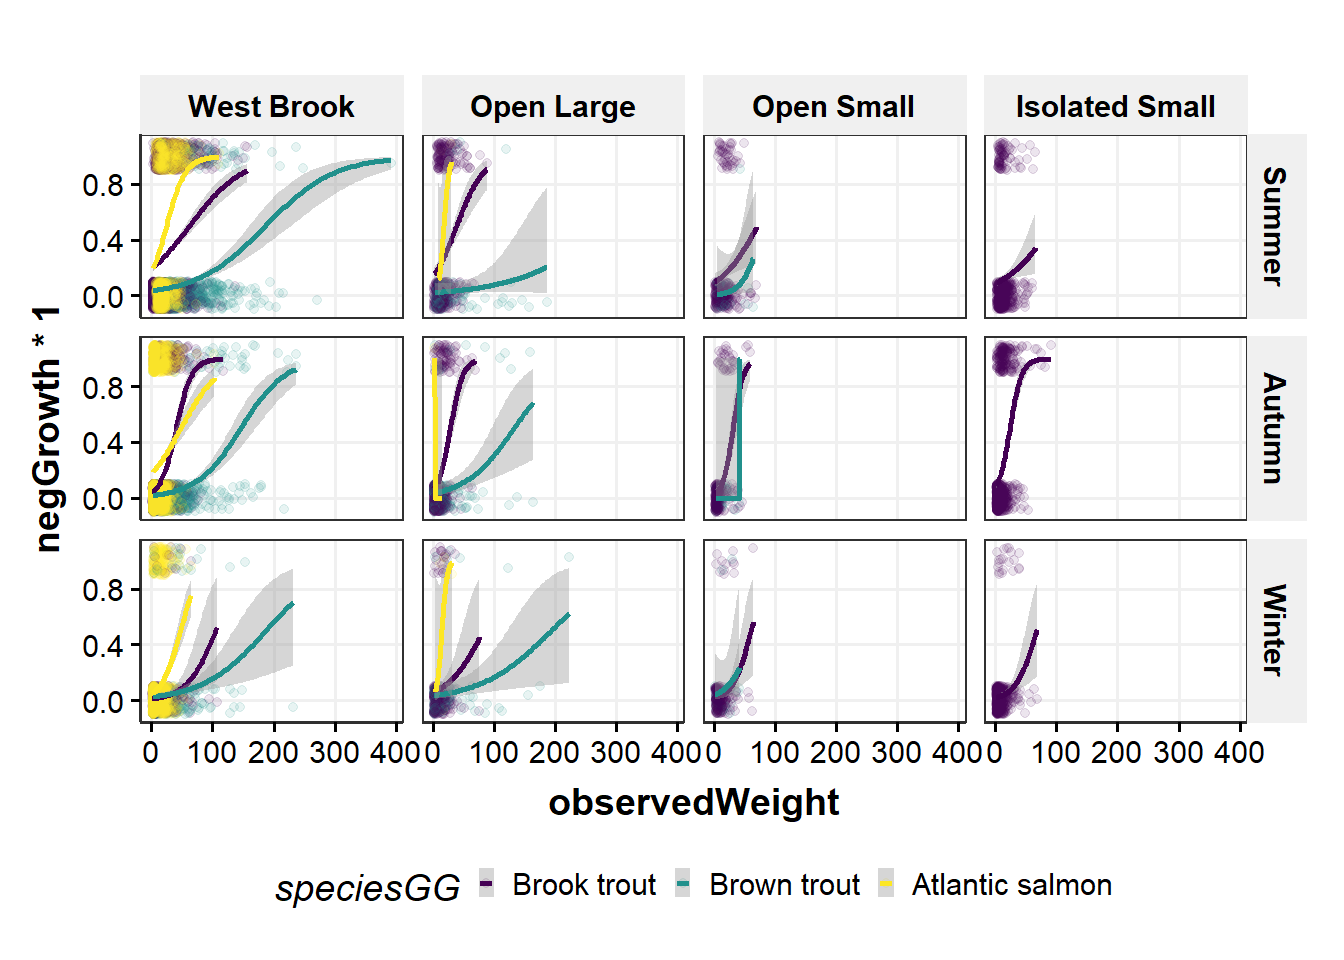 West Brook Open Large Open Small Isolated Small
negGrowth * 1
0.8
0.4
0.0
Summer
0.8
0.4
0.0
Autumn
0.8
0.4
0.0
Winter
0 100 200 300 400 0 100 200 300 400 0 100 200 300 400 0 100 200 300 400
observedWeight
speciesGG Brook trout Brown trout Atlantic salmon